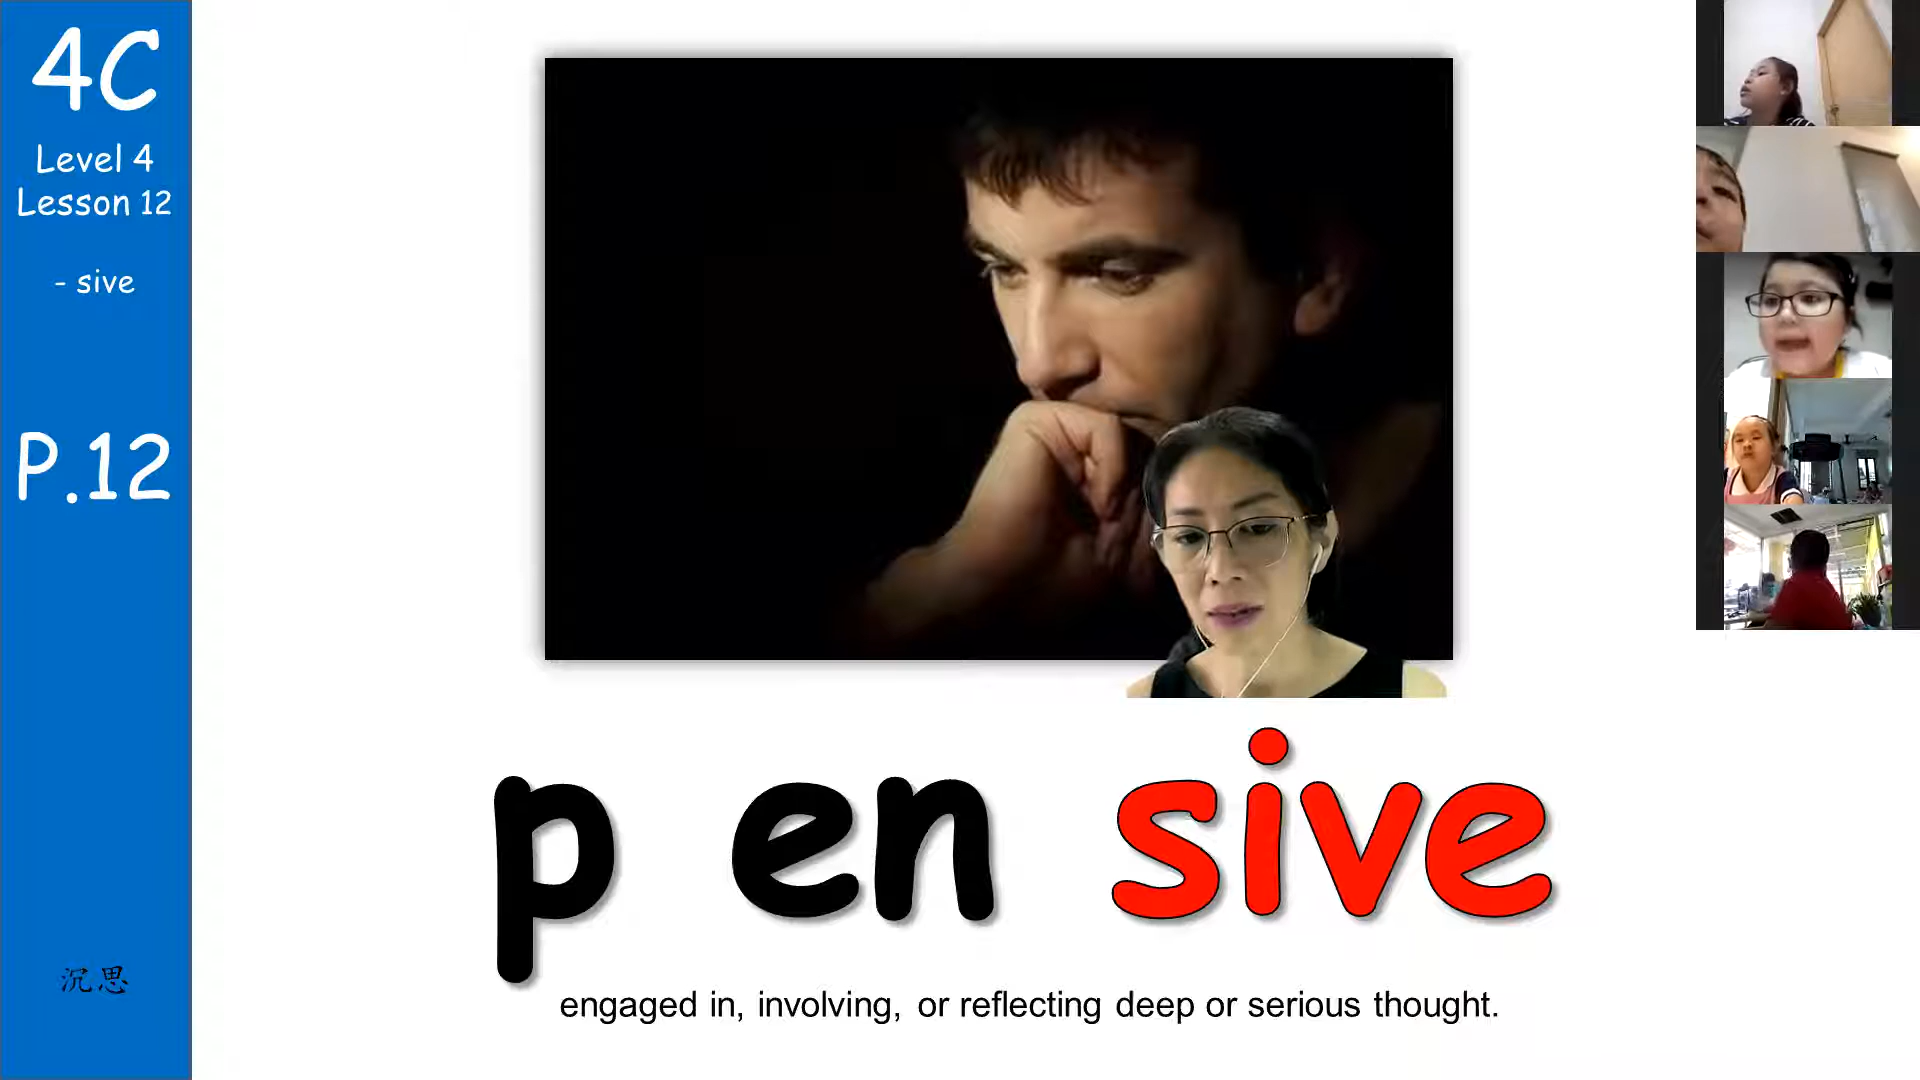 4C
Level 4
Lesson 12
- sive
P.12
沉思
p en sive
engaged in, involving, or reflecting deep or serious thought.